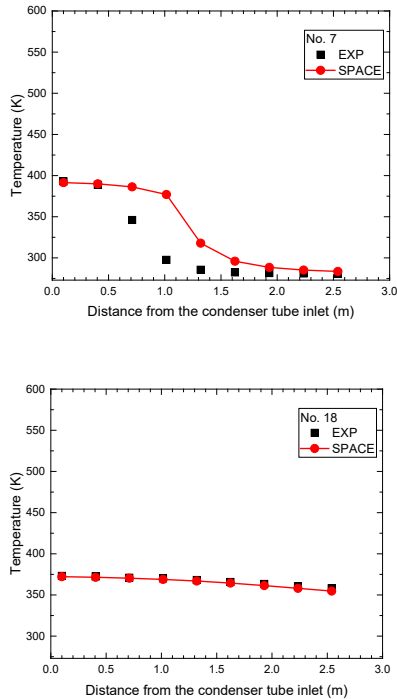 600
550
500
450
400
350
300
Temperature (K)
No. 7
EXP
SPACE
0.0 0.5 1.0 1.5 2.0 2.5 3.0
Distance from the condenser tube inlet (m)
600
550
500
450
400
350
300
Temperature (K)
No. 18
EXP
SPACE
0.0 0.5 1.0 1.5 2.0 2.5 3.0
Distance from the condenser tube inlet (m)